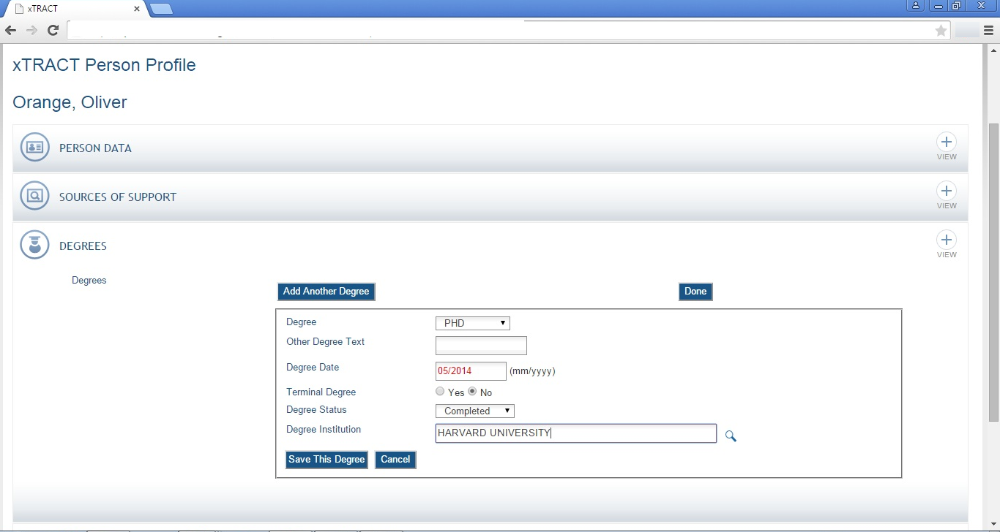 xTRACT
xTRACT Person Profile
Orange, Oliver
PERSON DATA
VIEW
SOURCES OF SUPPORT
VIEW
DEGREES
VIEW
Degrees
Add Another Degree Done
Degree PHD
Other Degree Text
Degree Date 05/2014 (mm/yyyy)
Terminal Degree Yes No
Degree Status Completed
Degree Institution HARVARD UNIVERSITY
Save This Degree Cancel